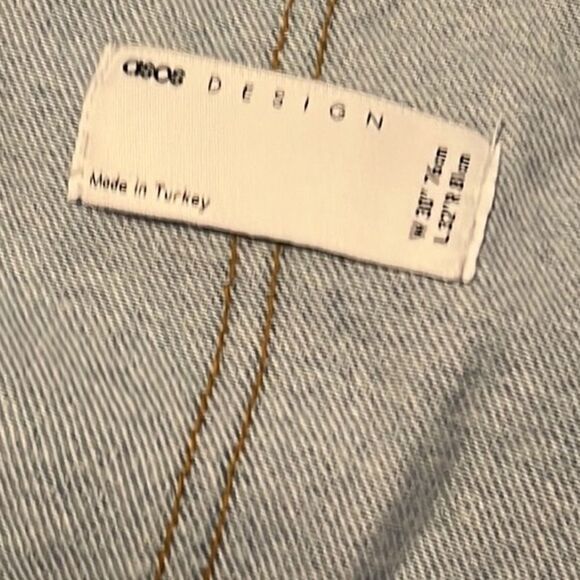 asos DESIGN
Made in Turkey
W 30" 76cm
L 32" R 81cm